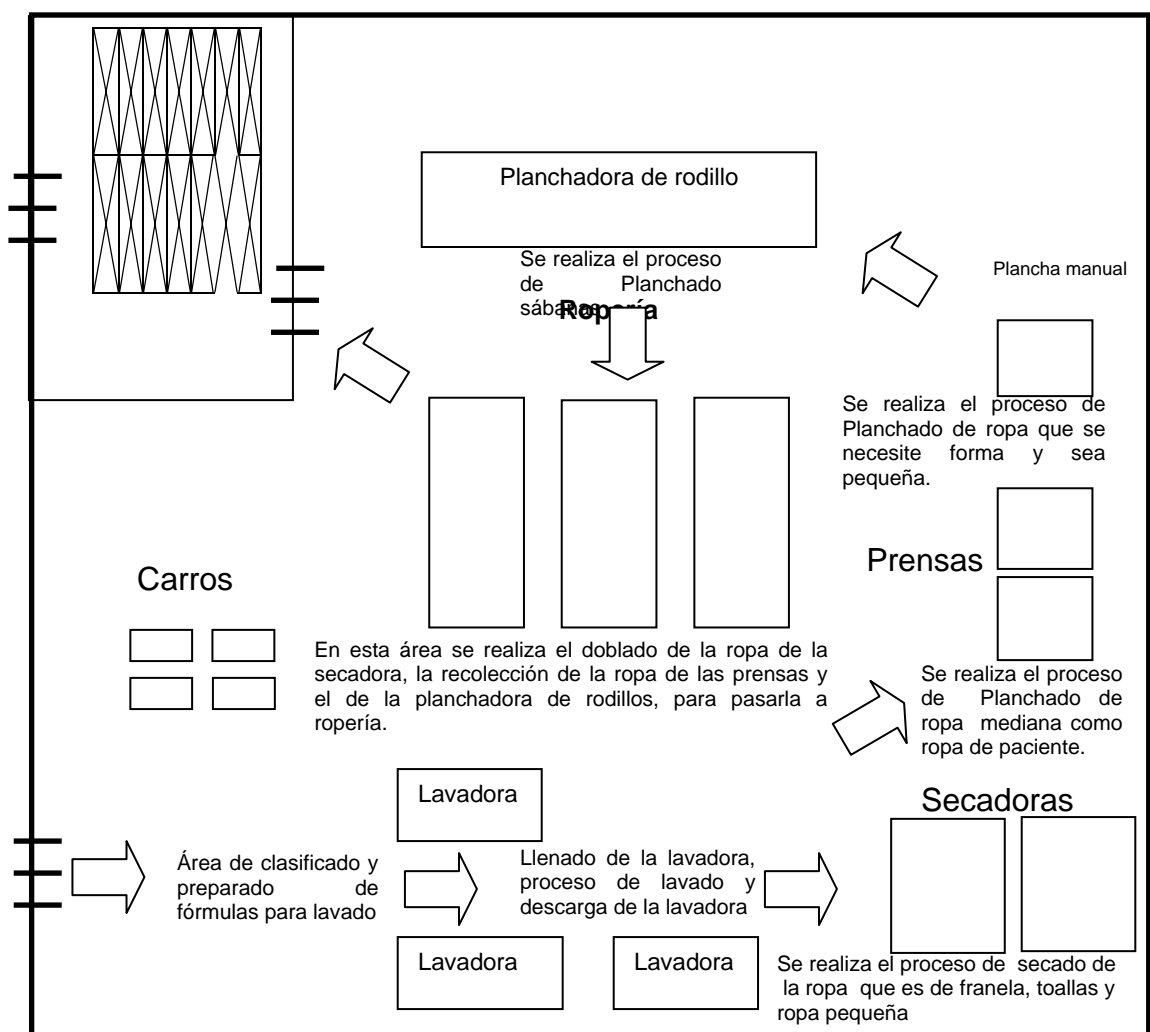 Planchadora de rodillo
Se realiza el proceso
de Planchado
sábanas
Ropería
Plancha manual
Se realiza el proceso de
Planchado de ropa que se
necesite forma y sea
pequeña.
Prensas
Carros
En esta área se realiza el doblado de la ropa de la
secadora, la recolección de la ropa de las prensas y
el de la planchadora de rodillos, para pasarla a
ropería.
Se realiza el proceso
de Planchado de
ropa mediana como
ropa de paciente.
Lavadora
Secadoras
Área de clasificado y
preparado de
fórmulas para lavado
Llenado de la lavadora,
proceso de lavado y
descarga de la lavadora
Lavadora
Lavadora
Se realiza el proceso de secado de
la ropa que es de franela, toallas y
ropa pequeña